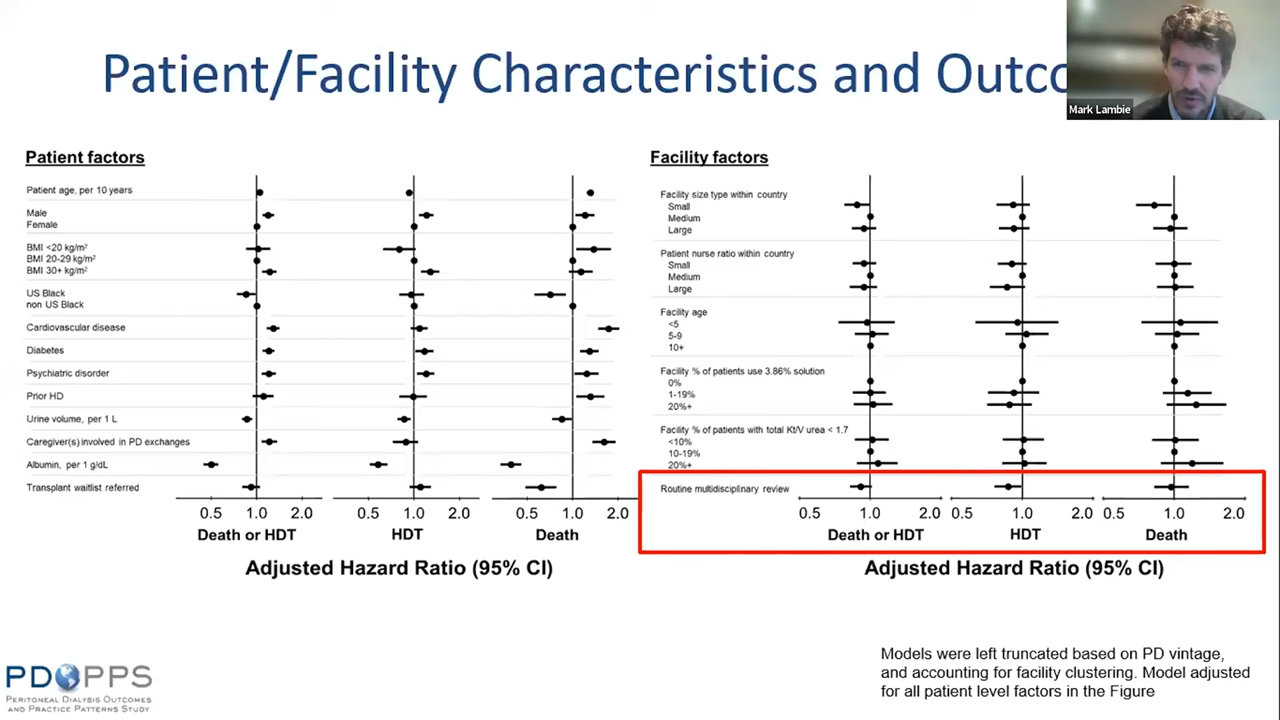 Patient/Facility Characteristics and Outco
Mark Lambie
Patient factors
Patient age, per 10 years
Male
Female
BMI <20 kg/m²
BMI 20-29 kg/m²
BMI 30+ kg/m²
US Black
non US Black
Cardiovascular disease
Diabetes
Psychiatric disorder
Prior HD
Urine volume, per 1 L
Caregiver(s) involved in PD exchanges
Albumin, per 1 g/dL
Transplant waitlist referred
0.5 1.0 2.0 0.5 1.0 2.0 0.5 1.0 2.0
Death or HDT HDT Death
Adjusted Hazard Ratio (95% CI)
Facility factors
Facility size type within country
Small
Medium
Large
Patient nurse ratio within country
Small
Medium
Large
Facility age
<5
5-9
10+
Facility % of patients use 3.86% solution
0%
1-19%
20%+
Facility % of patients with total Kt/V urea < 1.7
<10%
10-19%
20%+
Routine multidisciplinary review
0.5 1.0 2.0 0.5 1.0 2.0 0.5 1.0 2.0
Death or HDT HDT Death
Adjusted Hazard Ratio (95% CI)
Models were left truncated based on PD vintage,
and accounting for facility clustering. Model adjusted
for all patient level factors in the Figure
PDOPPS
Peritoneal Dialysis Outcomes
and Practice Patterns Study